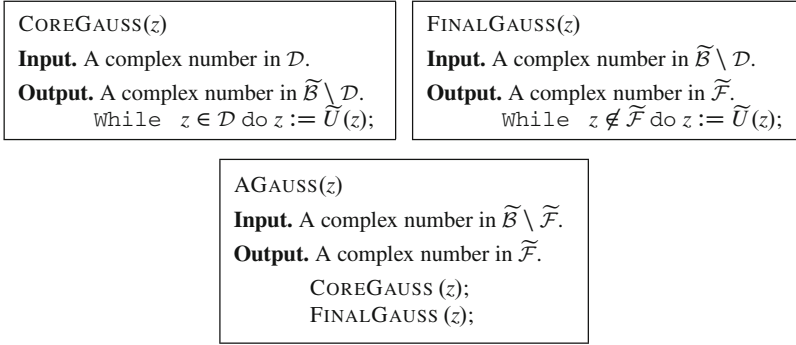 COREGAUSS(z)
Input. A complex number in 𝒟.
Output. A complex number in ℬ̃ \ 𝒟.
While z ∈ 𝒟 do z := Ũ(z);
FINALGAUSS(z)
Input. A complex number in ℬ̃ \ 𝒟.
Output. A complex number in ℱ̃.
While z ∉ ℱ̃ do z := Ũ(z);
AGAUSS(z)
Input. A complex number in ℬ̃ \ ℱ̃.
Output. A complex number in ℱ̃.
COREGAUSS (z);
FINALGAUSS (z);